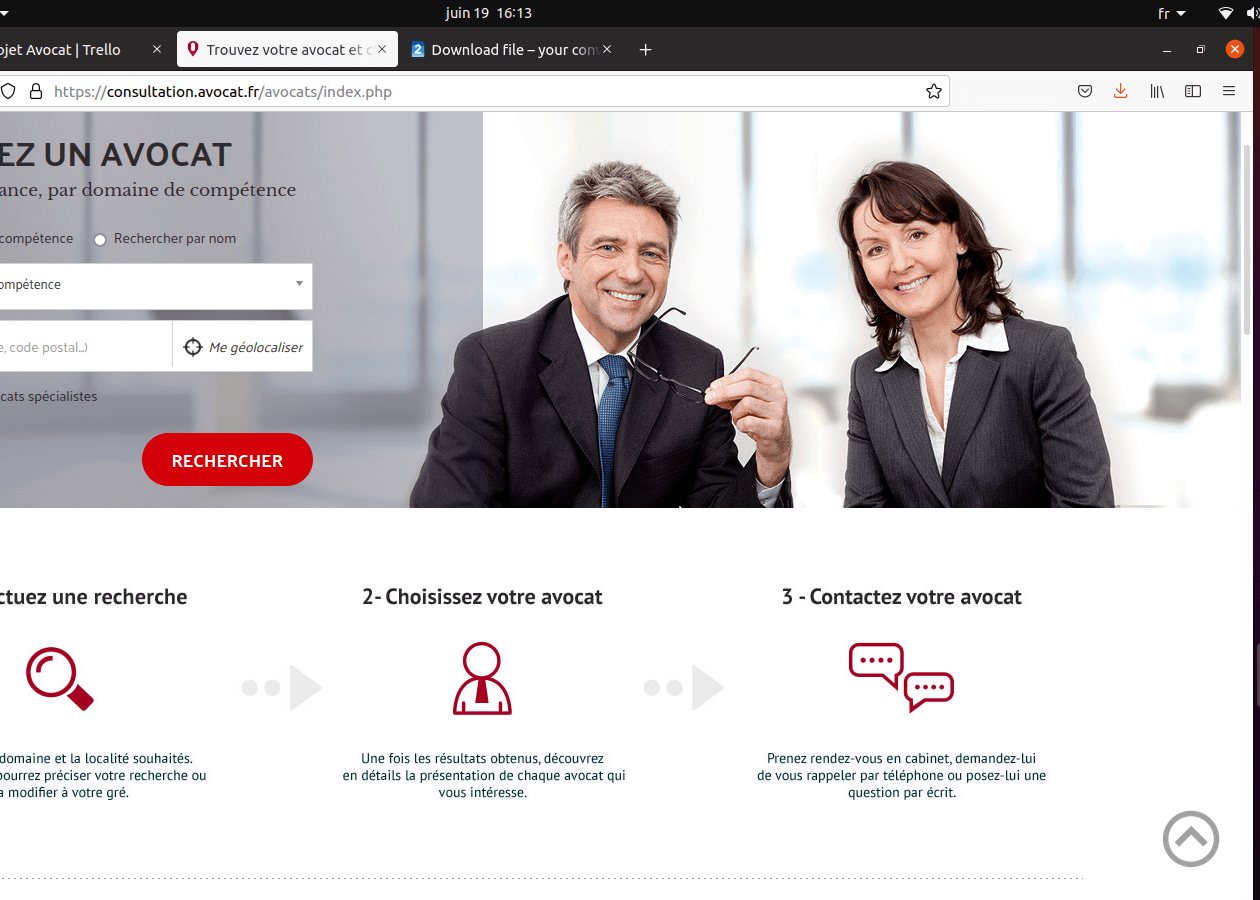 juin 19 16:13
fr
ojet Avocat | Trello
Trouvez votre avocat et c
Download file – your con
https://consultation.avocat.fr/avocats/index.php
EZ UN AVOCAT
ance, par domaine de compétence
compétence
Rechercher par nom
ompétence
e, code postal...)
Me géolocaliser
cats spécialistes
RECHERCHER
ctuez une recherche
2- Choisissez votre avocat
3 - Contactez votre avocat
domaine et la localité souhaités.
pourrez préciser votre recherche ou
a modifier à votre gré.
Une fois les résultats obtenus, découvrez
en détails la présentation de chaque avocat qui
vous intéresse.
Prenez rendez-vous en cabinet, demandez-lui
de vous rappeler par téléphone ou posez-lui une
question par écrit.